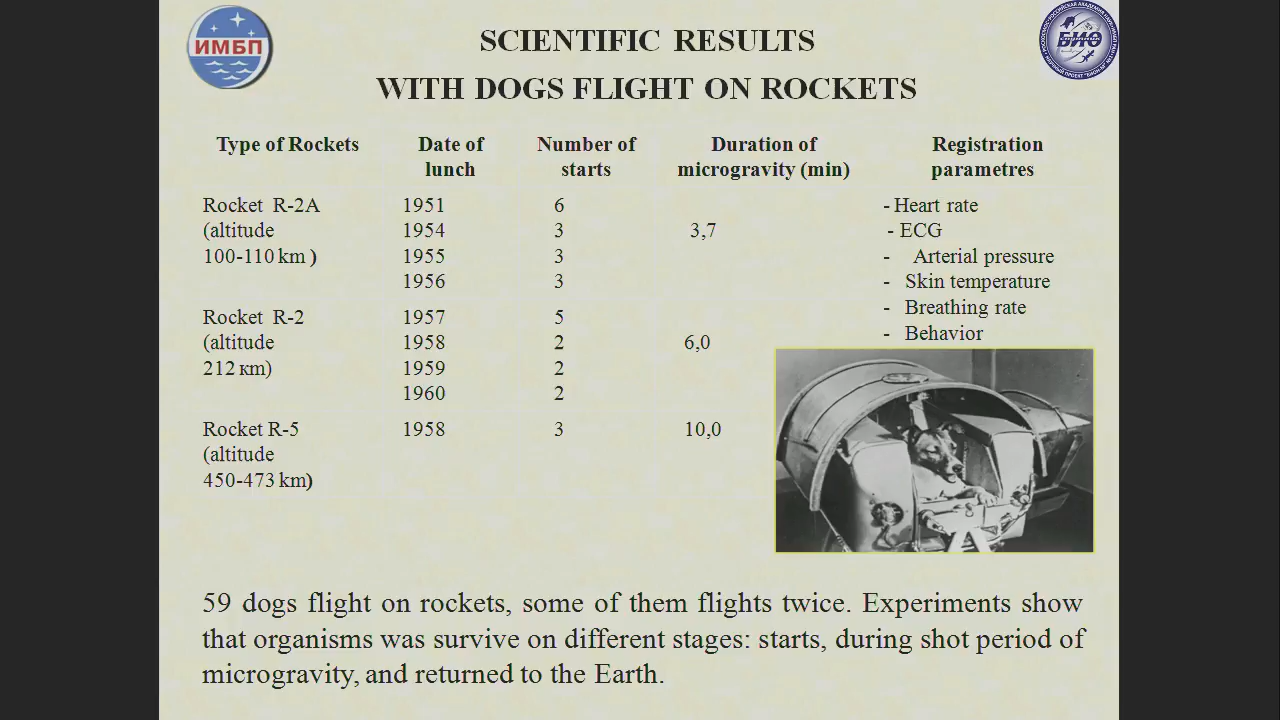 ИМБП
БИО
SCIENTIFIC RESULTS
WITH DOGS FLIGHT ON ROCKETS
Type of Rockets
Date of
lunch
Number of
starts
Duration of
microgravity (min)
Registration
parametres
Rocket R-2A
(altitude
100-110 km )
1951
1954
1955
1956
6
3
3
3
3,7
- Heart rate
- ECG
- Arterial pressure
- Skin temperature
- Breathing rate
- Behavior
Rocket R-2
(altitude
212 км)
1957
1958
1959
1960
5
2
2
2
6,0
Rocket R-5
(altitude
450-473 km)
1958
3
10,0
59 dogs flight on rockets, some of them flights twice. Experiments show
that organisms was survive on different stages: starts, during shot period of
microgravity, and returned to the Earth.